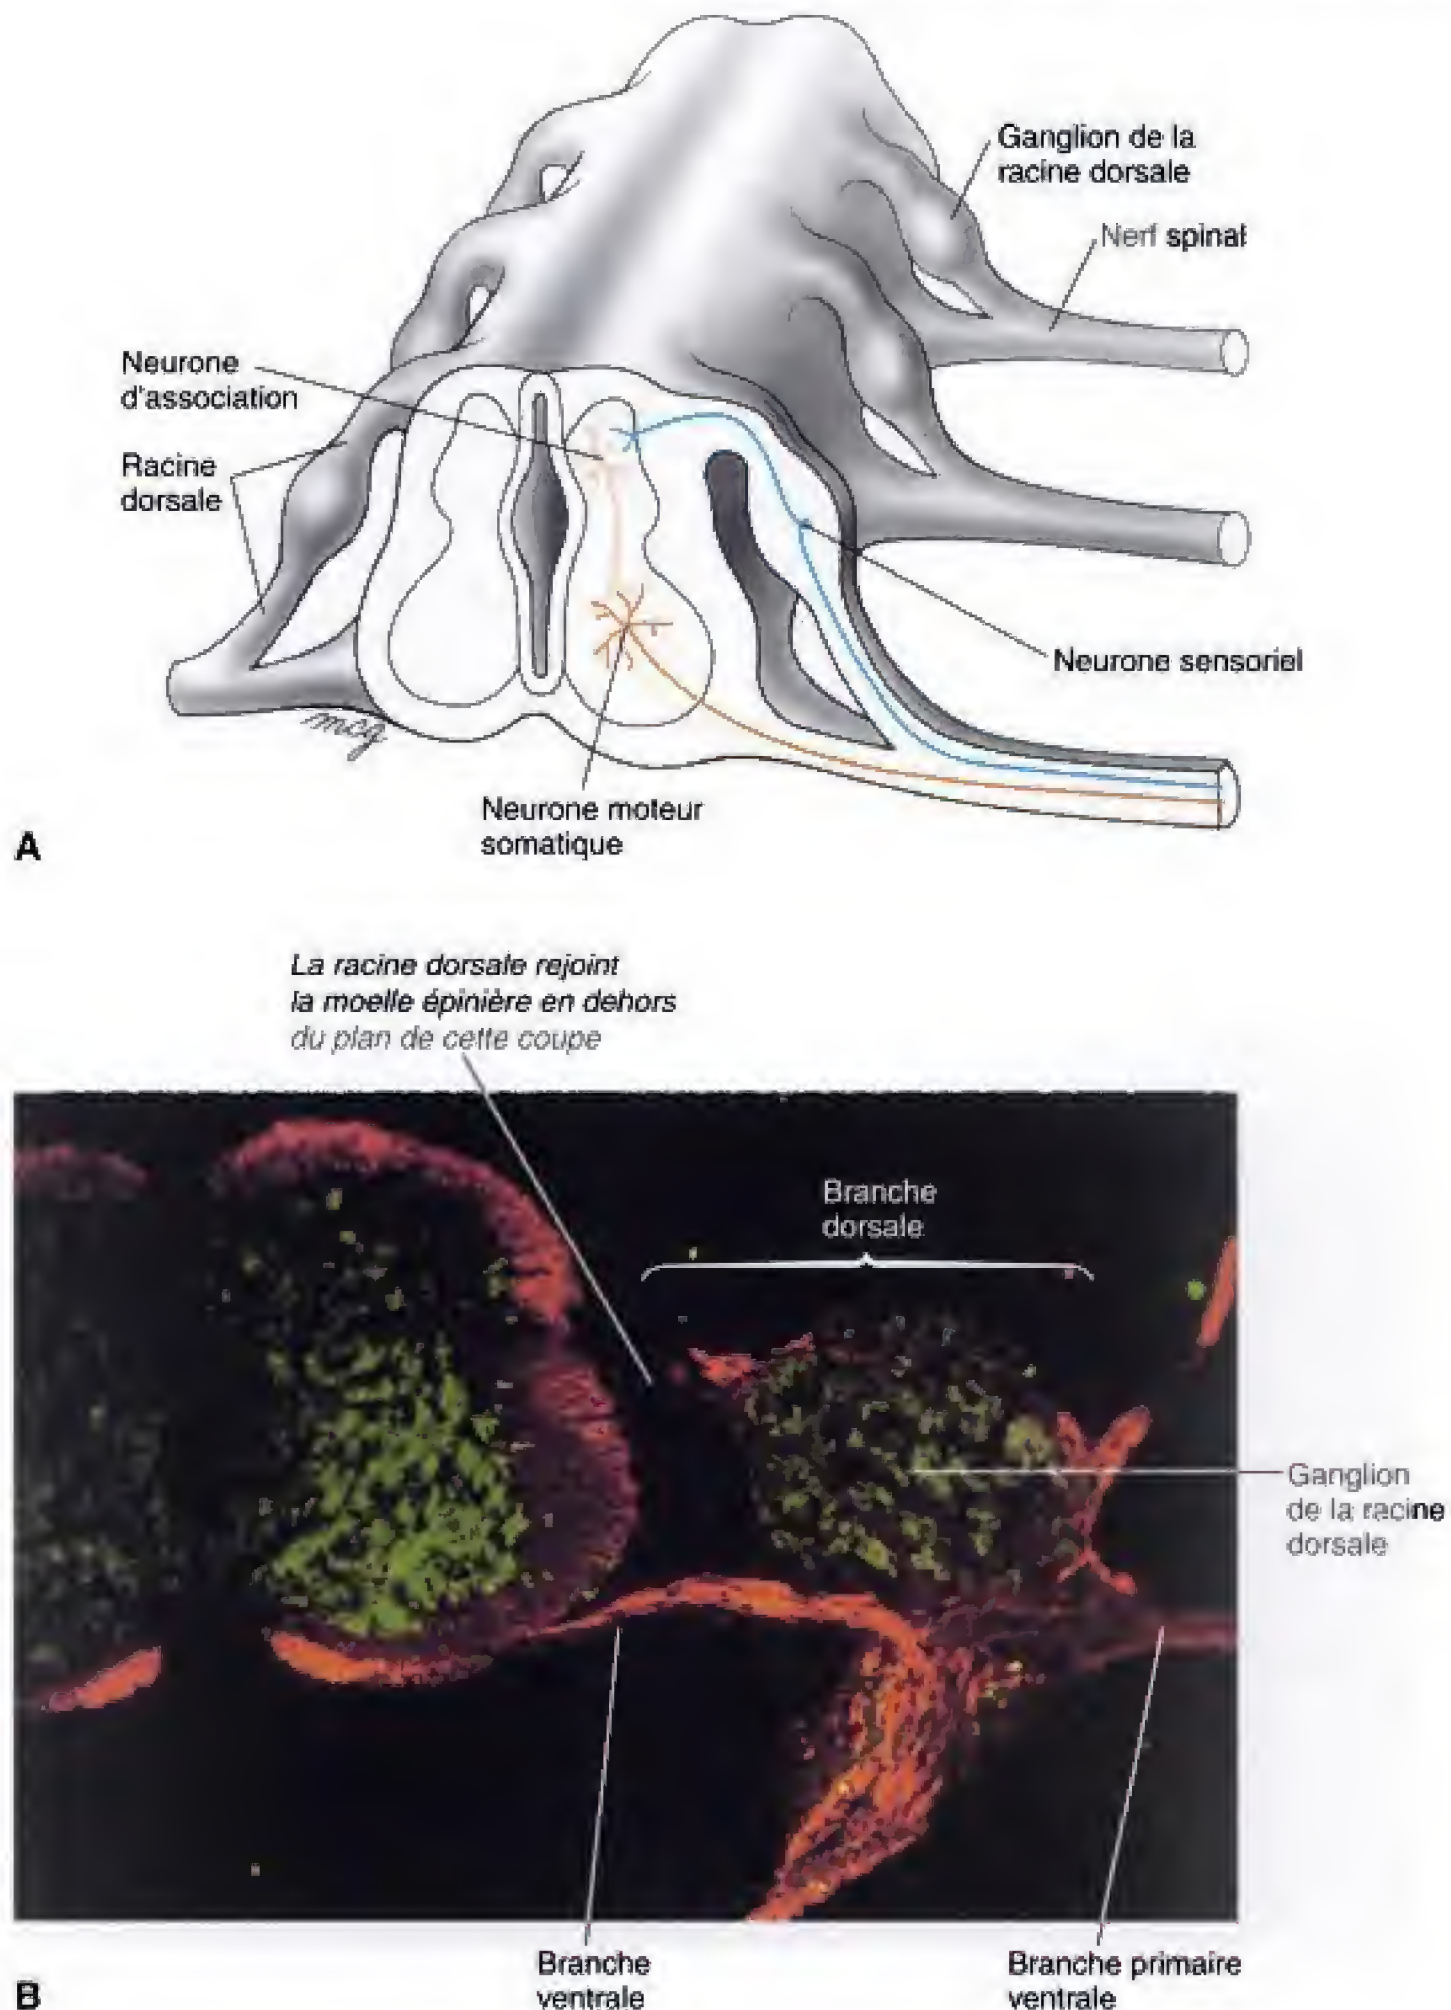 Ganglion de la
racine dorsale
Nerf spinal
Neurone
d'association
Racine
dorsale
Neurone sensoriel
mcg
Neurone moteur
somatique
A
La racine dorsale rejoint
la moelle épinière en dehors
du plan de cette coupe
Branche
dorsale
Ganglion
de la racine
dorsale
Branche
ventrale
Branche primaire
ventrale
B